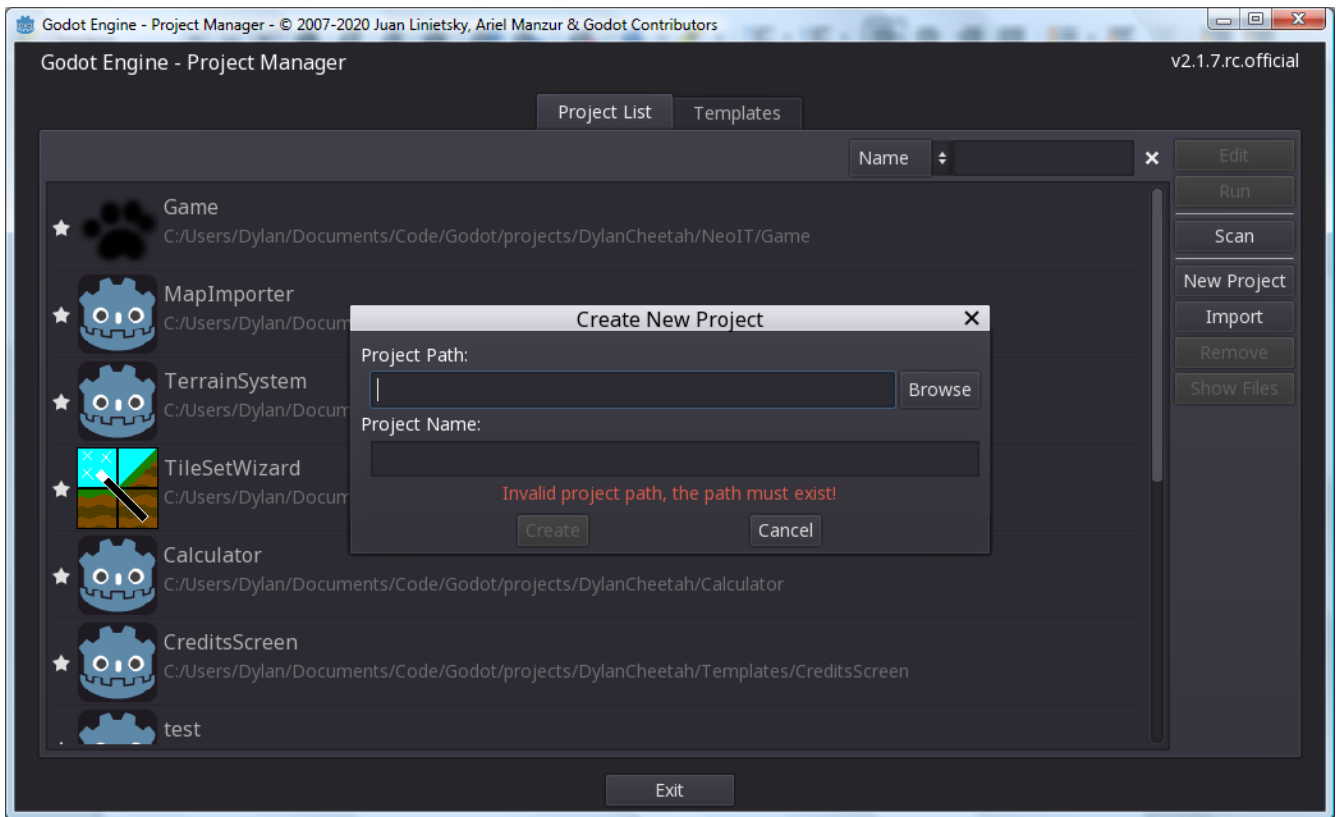 Godot Engine - Project Manager - © 2007-2020 Juan Linietsky, Ariel Manzur & Godot Contributors
Godot Engine - Project Manager
v2.1.7.rc.official
Project List
Templates
Name
Edit
Run
Scan
New Project
Import
Remove
Show Files
Game
C:/Users/Dylan/Documents/Code/Godot/projects/DylanCheetah/NeoIT/Game
MapImporter
C:/Users/Dylan/Docum
TerrainSystem
C:/Users/Dylan/Docum
TileSetWizard
C:/Users/Dylan/Docum
Calculator
C:/Users/Dylan/Documents/Code/Godot/projects/DylanCheetah/Calculator
CreditsScreen
C:/Users/Dylan/Documents/Code/Godot/projects/DylanCheetah/Templates/CreditsScreen
test
Create New Project
Project Path:
Browse
Project Name:
Invalid project path, the path must exist!
Create
Cancel
Exit